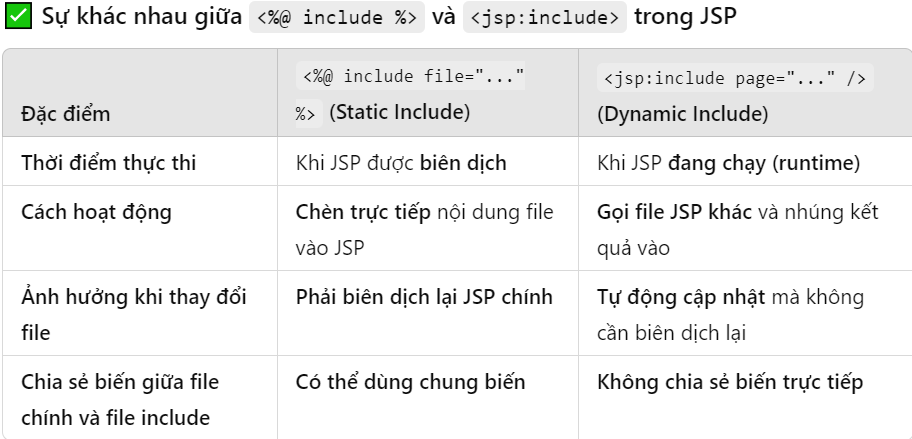 ✅ Sự khác nhau giữa <%@ include %> và <jsp:include> trong JSP
Đặc điểm
<%@ include file="..."
%> (Static Include)
<jsp:include page="..." />
(Dynamic Include)
Thời điểm thực thi
Khi JSP được biên dịch
Khi JSP đang chạy (runtime)
Cách hoạt động
Chèn trực tiếp nội dung file
vào JSP
Gọi file JSP khác và nhúng kết
quả vào
Ảnh hưởng khi thay đổi
file
Phải biên dịch lại JSP chính
Tự động cập nhật mà không
cần biên dịch lại
Chia sẻ biến giữa file
chính và file include
Có thể dùng chung biến
Không chia sẻ biến trực tiếp